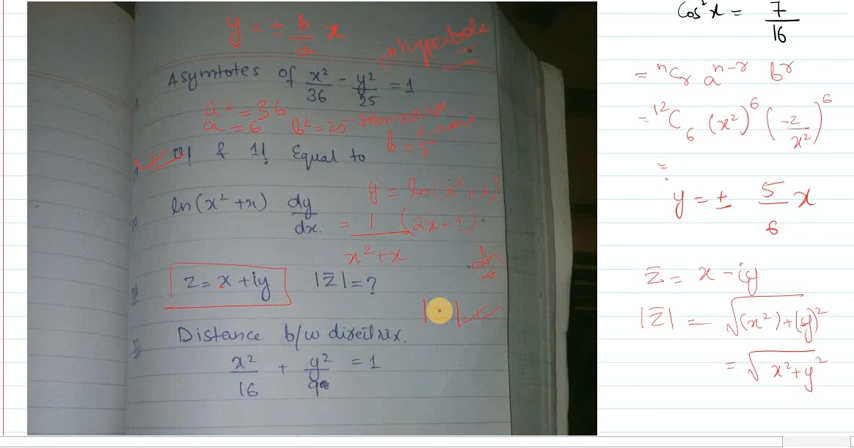 y = ± b/a x
hyperbola
Asymtotes of x²/36 - y²/25 = 1
a² = 36
a = 6 b² = 25
b = 5
0! & 1! Equal to
ln(x² + x) dy/dx
y = ln(x² + x)
= 1/(x² + x) (2x + 1)
z = x + iy |z̄| = ?
Distance b/w directrix.
x²/16 + y²/9 = 1
Cos²x = 7/16
= ⁿCr aⁿ⁻ʳ bʳ
= ¹²C₆ (x²)⁶ (-2/x²)⁶
=
y = ± 5/6 x
z̄ = x - iy
|z̄| = √(x²) + (y)²
= √x² + y²